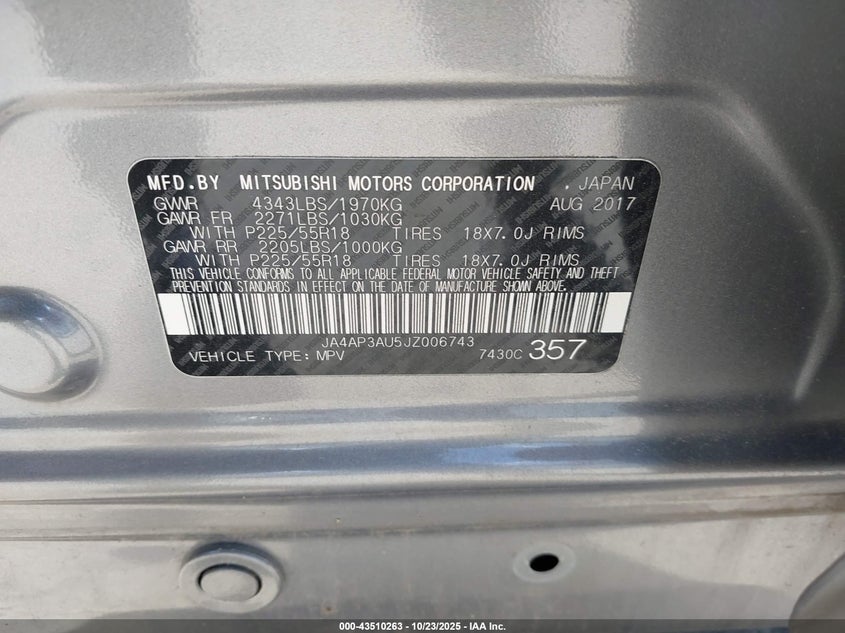 MFD.BY MITSUBISHI MOTORS CORPORATION , JAPAN
GVWR 4343LBS/1970KG AUG 2017
GAWR FR 2271LBS/1030KG
WITH P225/55R18 TIRES 18X7.0J RIMS
GAWR RR 2205LBS/1000KG
WITH P225/55R18 TIRES 18X7.0J RIMS
THIS VEHICLE CONFORMS TO ALL APPLICABLE FEDERAL MOTOR VEHICLE SAFETY AND THEFT
PREVENTION STANDARDS IN EFFECT ON THE DATE OF MANUFACTURE SHOWN ABOVE.
JA4AP3AU5JZ006743
VEHICLE TYPE: MPV 7430C 357
000-43510263 - 10/23/2025 - IAA Inc.